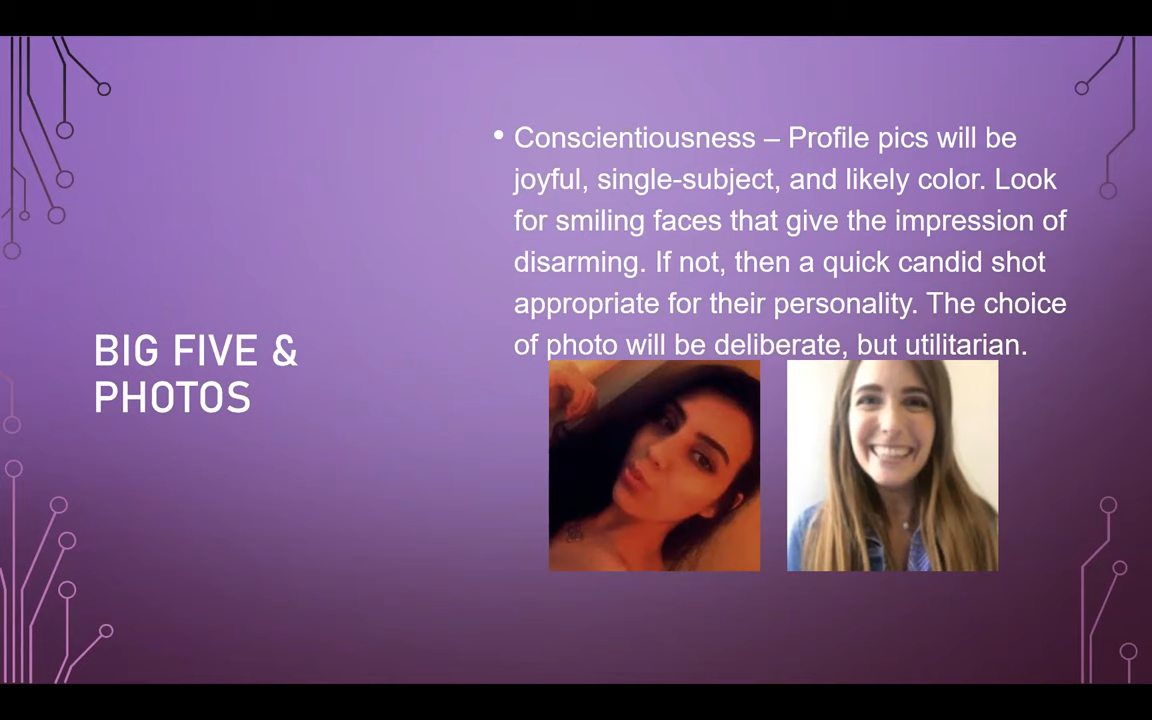 BIG FIVE &
PHOTOS
• Conscientiousness – Profile pics will be
joyful, single-subject, and likely color. Look
for smiling faces that give the impression of
disarming. If not, then a quick candid shot
appropriate for their personality. The choice
of photo will be deliberate, but utilitarian.